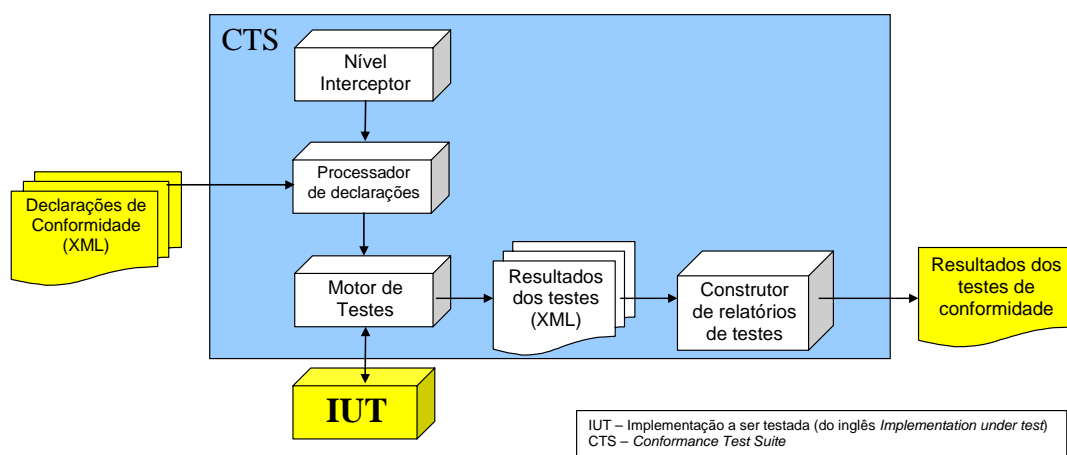 CTS
Nível
Interceptor
Processador
de declarações
Declarações de
Conformidade
(XML)
Motor de
Testes
Resultados
dos testes
(XML)
Construtor
de relatórios
de testes
Resultados dos
testes de
conformidade
IUT
IUT – Implementação a ser testada (do inglês Implementation under test)
CTS – Conformance Test Suite